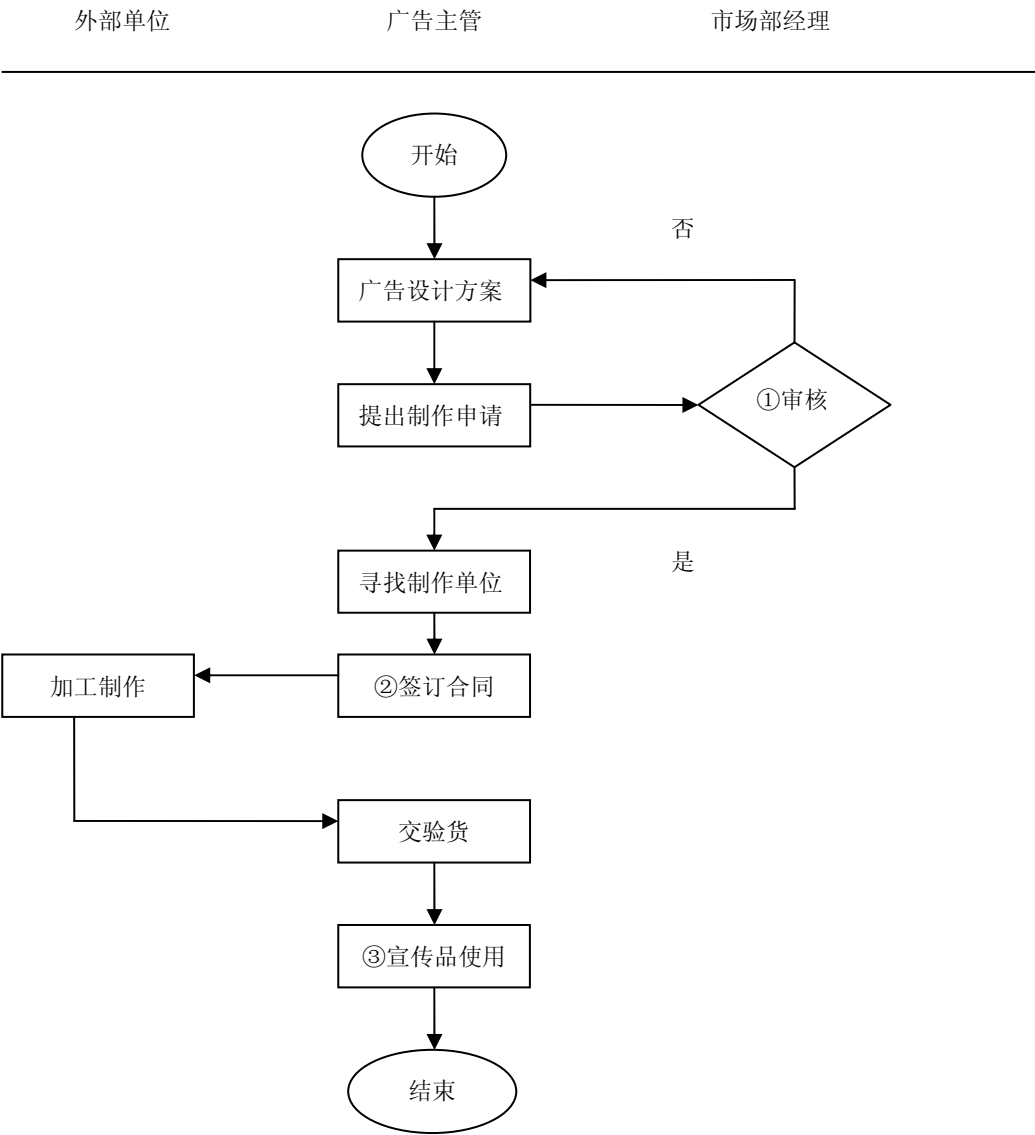 外部单位
广告主管
市场部经理
开始
否
广告设计方案
①审核
提出制作申请
是
寻找制作单位
加工制作
②签订合同
交验货
③宣传品使用
结束